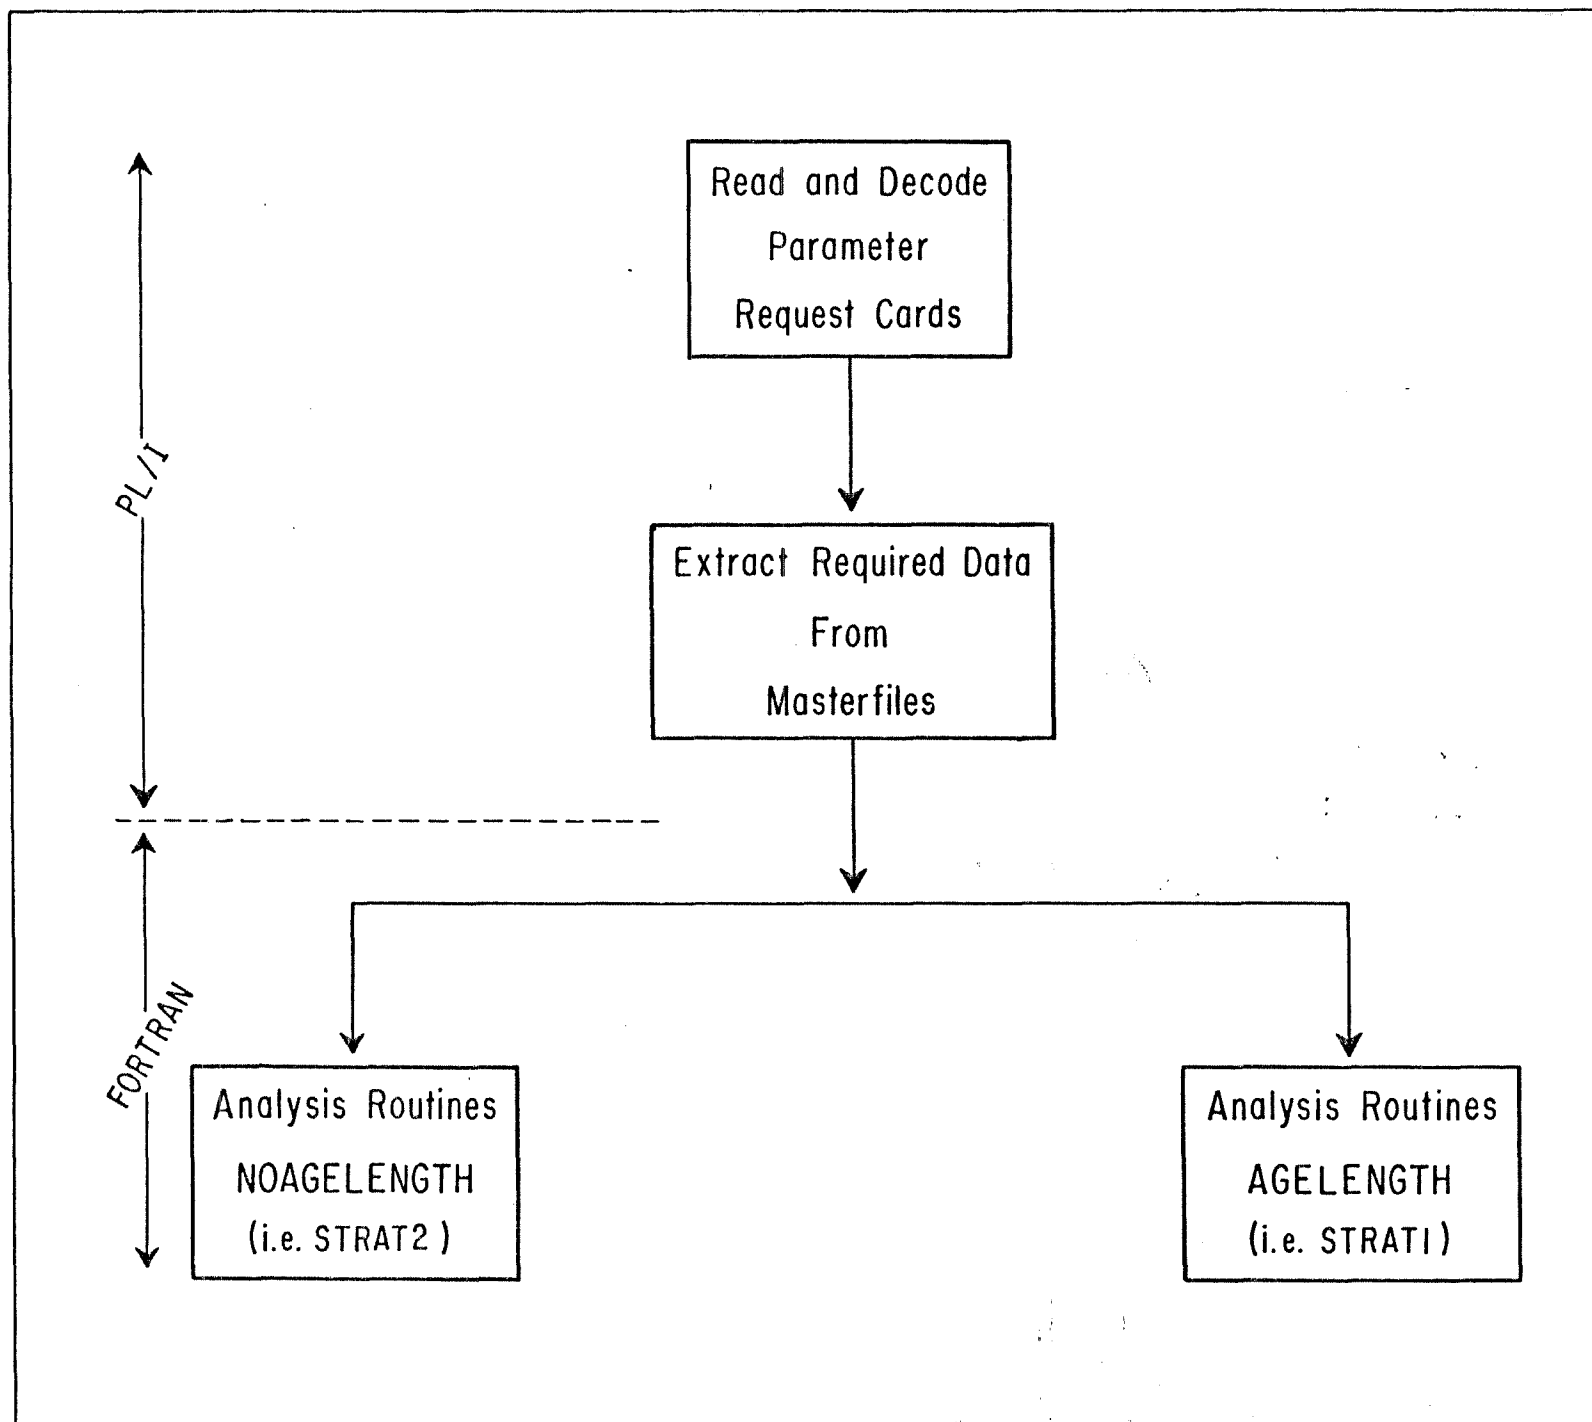 Read and Decode
Parameter
Request Cards
PL/I
Extract Required Data
From
Masterfiles
FORTRAN
Analysis Routines
NOAGELENGTH
(i.e. STRAT2)
Analysis Routines
AGELENGTH
(i.e. STRAT1)